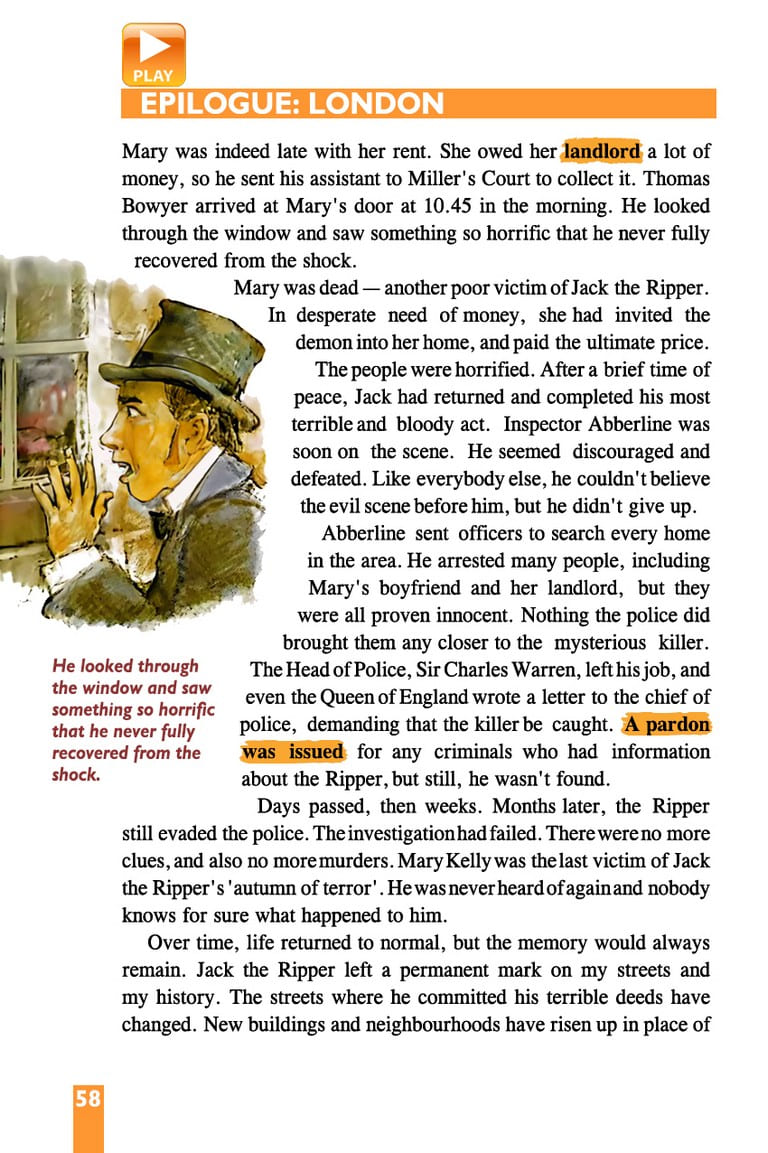 PLAY
EPILOGUE: LONDON
Mary was indeed late with her rent. She owed her landlord a lot of
money, so he sent his assistant to Miller's Court to collect it. Thomas
Bowyer arrived at Mary's door at 10.45 in the morning. He looked
through the window and saw something so horrific that he never fully
recovered from the shock.
Mary was dead — another poor victim of Jack the Ripper.
In desperate need of money, she had invited the
demon into her home, and paid the ultimate price.
The people were horrified. After a brief time of
peace, Jack had returned and completed his most
terrible and bloody act. Inspector Abberline was
soon on the scene. He seemed discouraged and
defeated. Like everybody else, he couldn't believe
the evil scene before him, but he didn't give up.
Abberline sent officers to search every home
in the area. He arrested many people, including
Mary's boyfriend and her landlord, but they
were all proven innocent. Nothing the police did
brought them any closer to the mysterious killer.
The Head of Police, Sir Charles Warren, left his job, and
even the Queen of England wrote a letter to the chief of
police, demanding that the killer be caught. A pardon
was issued for any criminals who had information
about the Ripper, but still, he wasn't found.
He looked through
the window and saw
something so horrific
that he never fully
recovered from the
shock.
Days passed, then weeks. Months later, the Ripper
still evaded the police. The investigation had failed. There were no more
clues, and also no more murders. Mary Kelly was the last victim of Jack
the Ripper's 'autumn of terror'. He was never heard of again and nobody
knows for sure what happened to him.
Over time, life returned to normal, but the memory would always
remain. Jack the Ripper left a permanent mark on my streets and
my history. The streets where he committed his terrible deeds have
changed. New buildings and neighbourhoods have risen up in place of
58